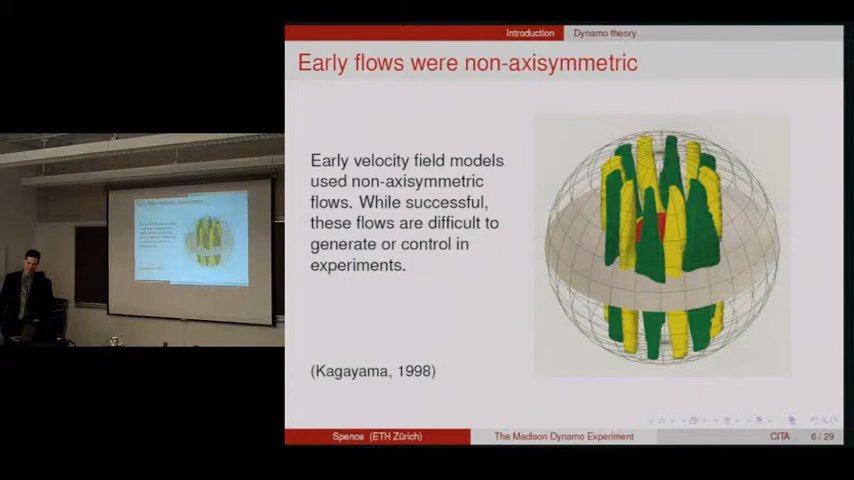 Introduction Dynamo theory
Early flows were non-axisymmetric
Early velocity field models
used non-axisymmetric
flows. While successful,
these flows are difficult to
generate or control in
experiments.
(Kagayama, 1998)
Spence (ETH Zürich) The Madison Dynamo Experiment CITA 6 / 29